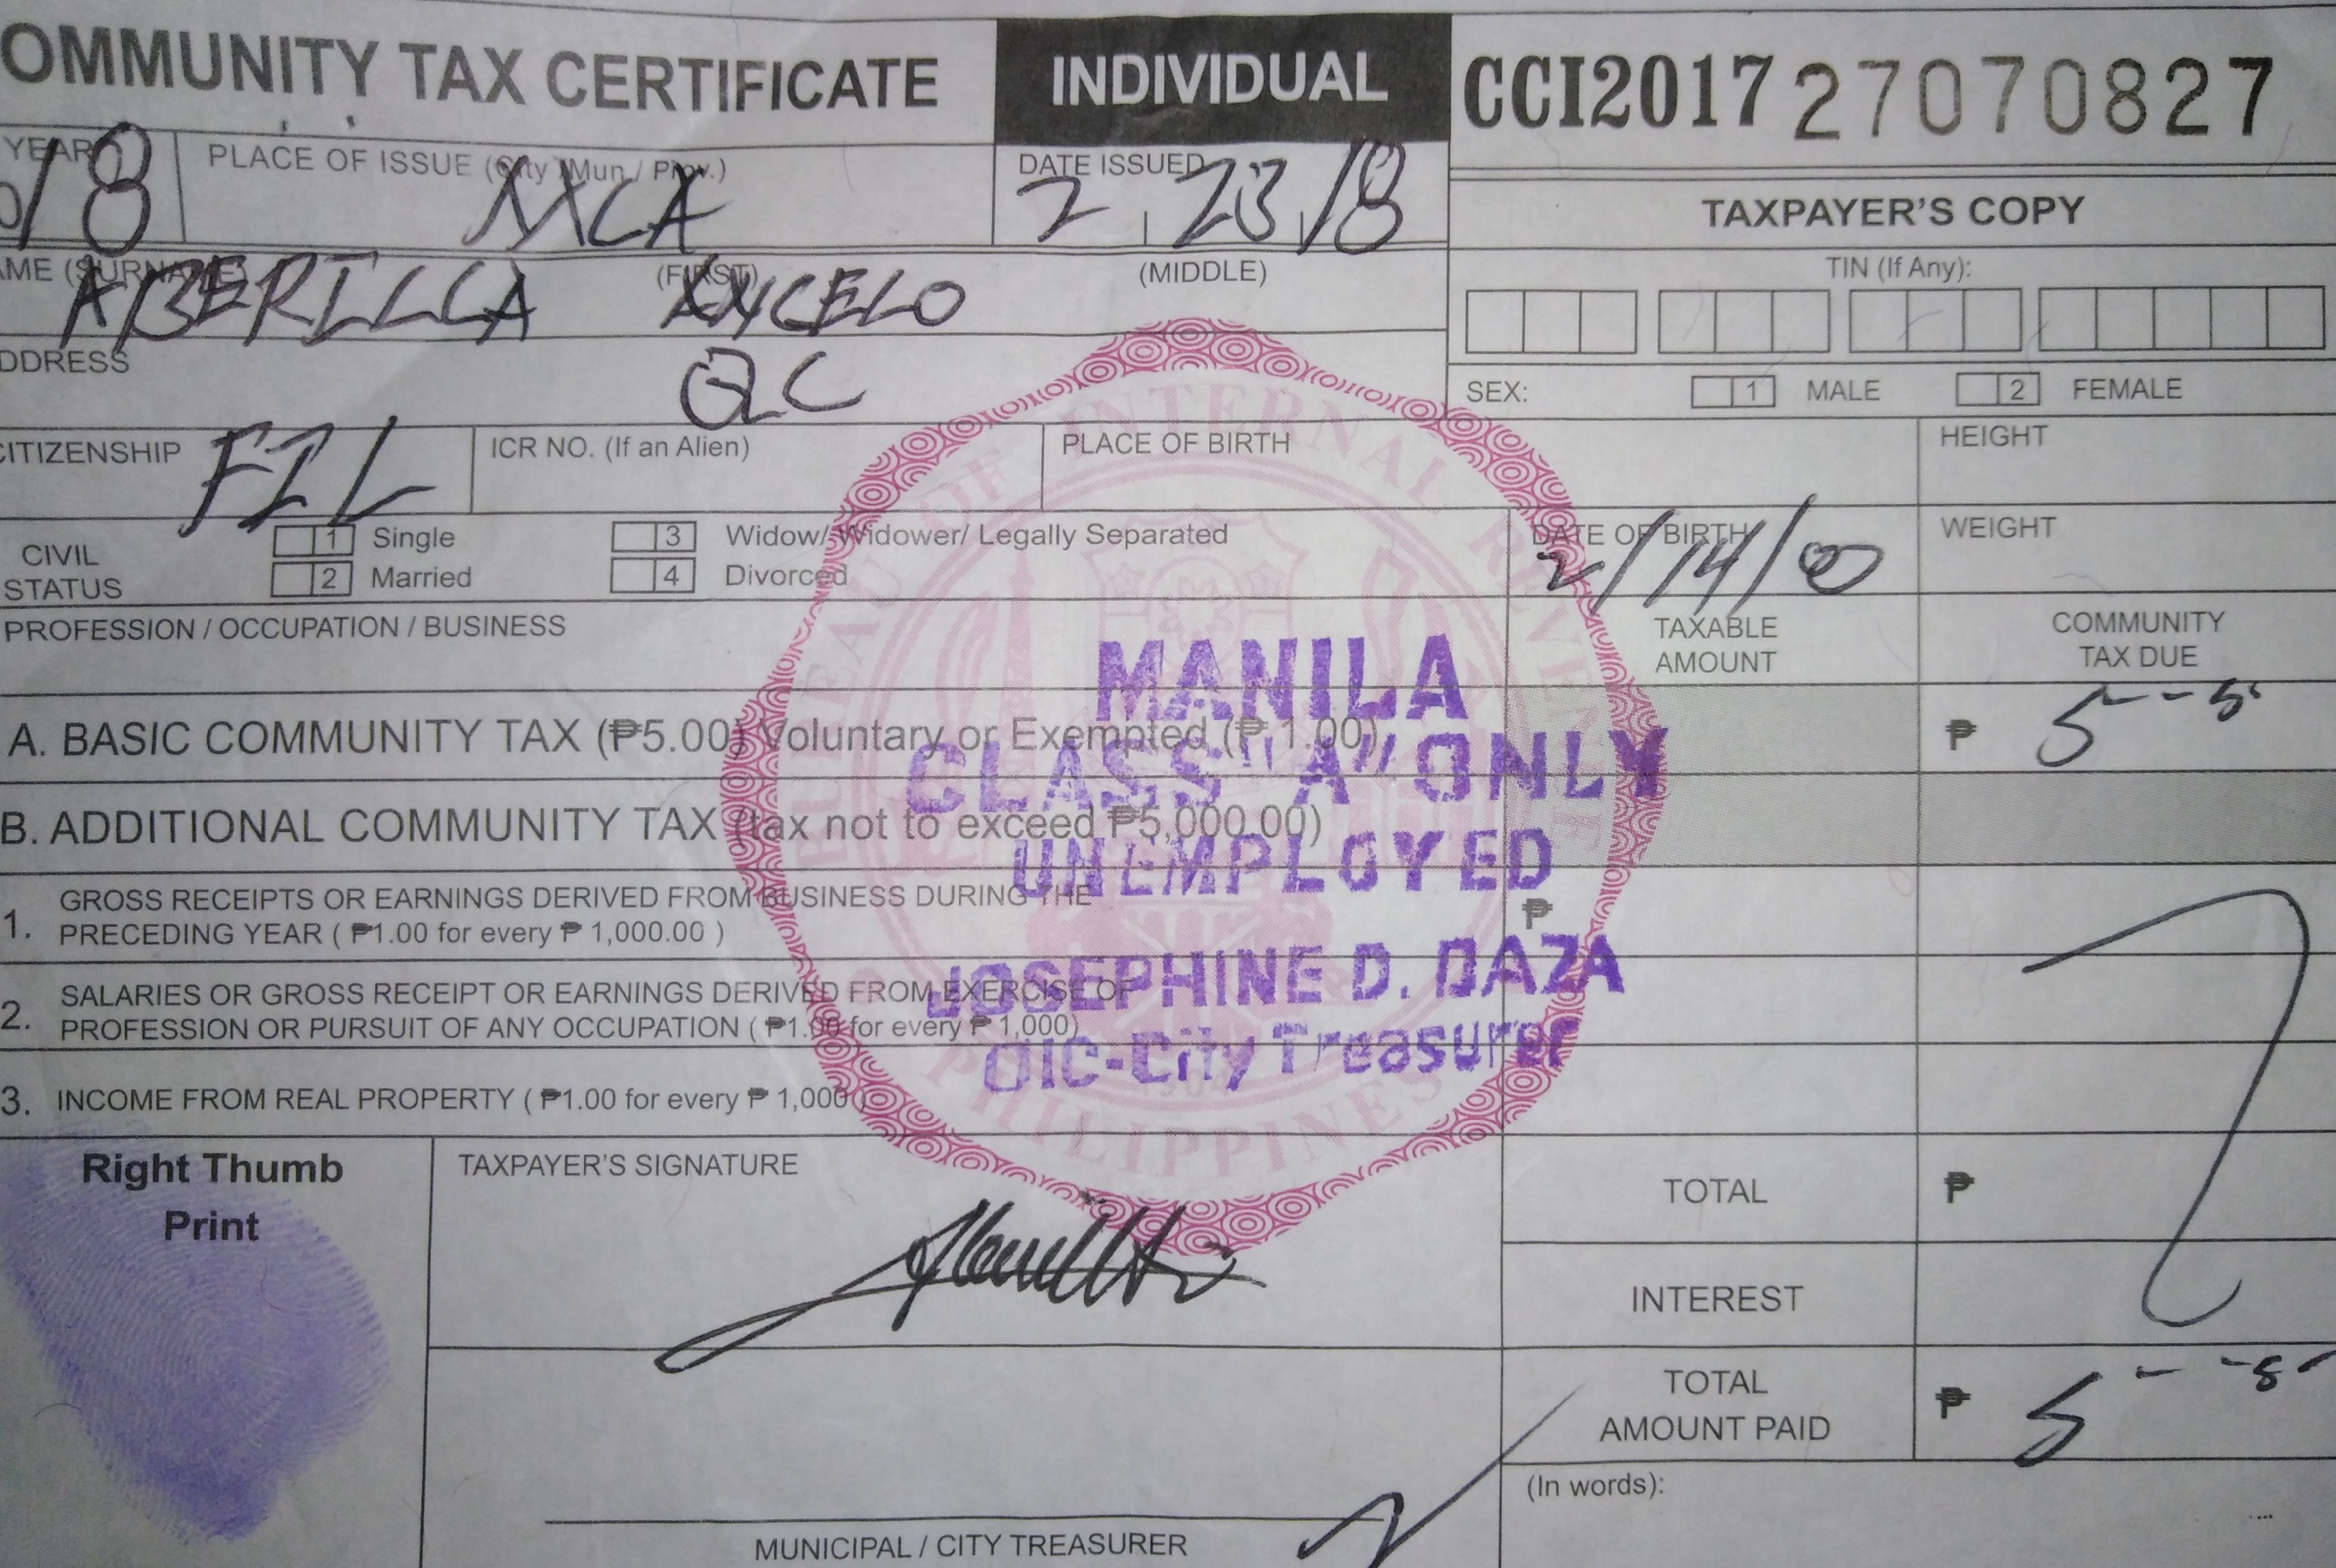 OMMUNITY TAX CERTIFICATE INDIVIDUAL CCI2017 27070827
YEAR PLACE OF ISSUE (City / Mun./ Prov.) DATE ISSUED TAXPAYER'S COPY
018 MLA 2 23 18
TIN (If Any):
AME (SURNAME) (FIRST) (MIDDLE)
ABERILLA ANGELO
DDRESS QC
SEX: 1 MALE 2 FEMALE
CITIZENSHIP FIL ICR NO. (If an Alien) PLACE OF BIRTH HEIGHT
CIVIL STATUS 1 Single 3 Widow/ Widower/ Legally Separated DATE OF BIRTH WEIGHT
2 Married 4 Divorced 2/14/00
PROFESSION / OCCUPATION / BUSINESS TAXABLE AMOUNT COMMUNITY TAX DUE
A. BASIC COMMUNITY TAX (₱5.00) Voluntary or Exempted (₱ 1.00) ₱ 5 - - 5
B. ADDITIONAL COMMUNITY TAX (tax not to exceed ₱5,000.00)
1. GROSS RECEIPTS OR EARNINGS DERIVED FROM BUSINESS DURING THE
PRECEDING YEAR ( ₱1.00 for every ₱ 1,000.00 ) ₱
2. SALARIES OR GROSS RECEIPT OR EARNINGS DERIVED FROM EXERCISE OF
PROFESSION OR PURSUIT OF ANY OCCUPATION ( ₱1.00 for every ₱ 1,000)
3. INCOME FROM REAL PROPERTY ( ₱1.00 for every ₱ 1,000)
BUREAU OF INTERNAL REVENUE
PHILIPPINES
MANILA
CLASS "A" ONLY
UNEMPLOYED
JOSEPHINE D. DAZA
OIC-City Treasurer
Right Thumb
Print
TAXPAYER'S SIGNATURE
TOTAL ₱
INTEREST
TOTAL
AMOUNT PAID ₱ 5 - - 5
(In words):
MUNICIPAL / CITY TREASURER